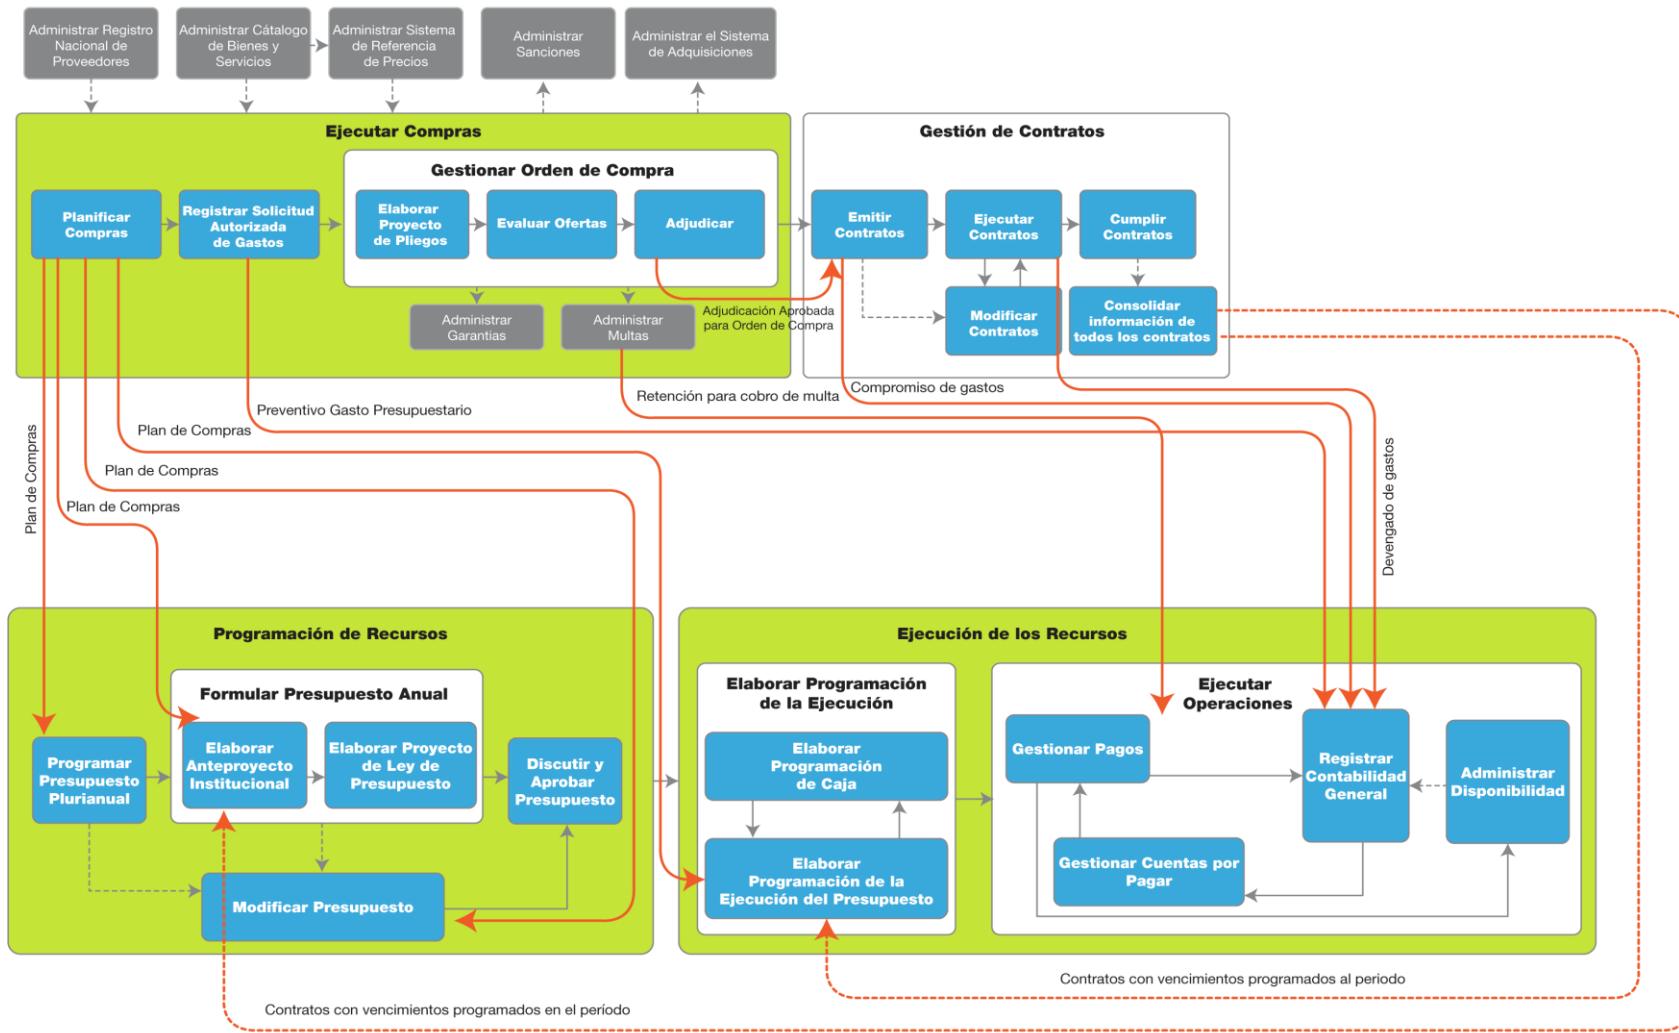 Administrar Registro
Nacional de
Proveedores
Administrar Cátalogo
de Bienes y
Servicios
Administrar Sistema
de Referencia
de Precios
Administrar
Sanciones
Administrar el Sistema
de Adquisiciones
Ejecutar Compras
Gestionar Orden de Compra
Planificar
Compras
Registrar Solicitud
Autorizada
de Gastos
Elaborar
Proyecto
de Pliegos
Evaluar Ofertas
Adjudicar
Administrar
Garantias
Administrar
Multas
Adjudicación Aprobada
para Orden de Compra
Gestión de Contratos
Emitir
Contratos
Ejecutar
Contratos
Cumplir
Contratos
Modificar
Contratos
Consolidar
información de
todos los contratos
Retención para cobro de multa
Compromiso de gastos
Preventivo Gasto Presupuestario
Plan de Compras
Plan de Compras
Plan de Compras
Plan de Compras
Devengado de gastos
Programación de Recursos
Formular Presupuesto Anual
Programar
Presupuesto
Plurianual
Elaborar
Anteproyecto
Institucional
Elaborar Proyecto
de Ley de
Presupuesto
Discutir y
Aprobar
Presupuesto
Modificar Presupuesto
Ejecución de los Recursos
Elaborar Programación
de la Ejecución
Elaborar
Programación
de Caja
Elaborar
Programación de la
Ejecución del Presupuesto
Ejecutar
Operaciones
Gestionar Pagos
Registrar
Contabilidad
General
Administrar
Disponibilidad
Gestionar Cuentas por
Pagar
Contratos con vencimientos programados al periodo
Contratos con vencimientos programados en el período